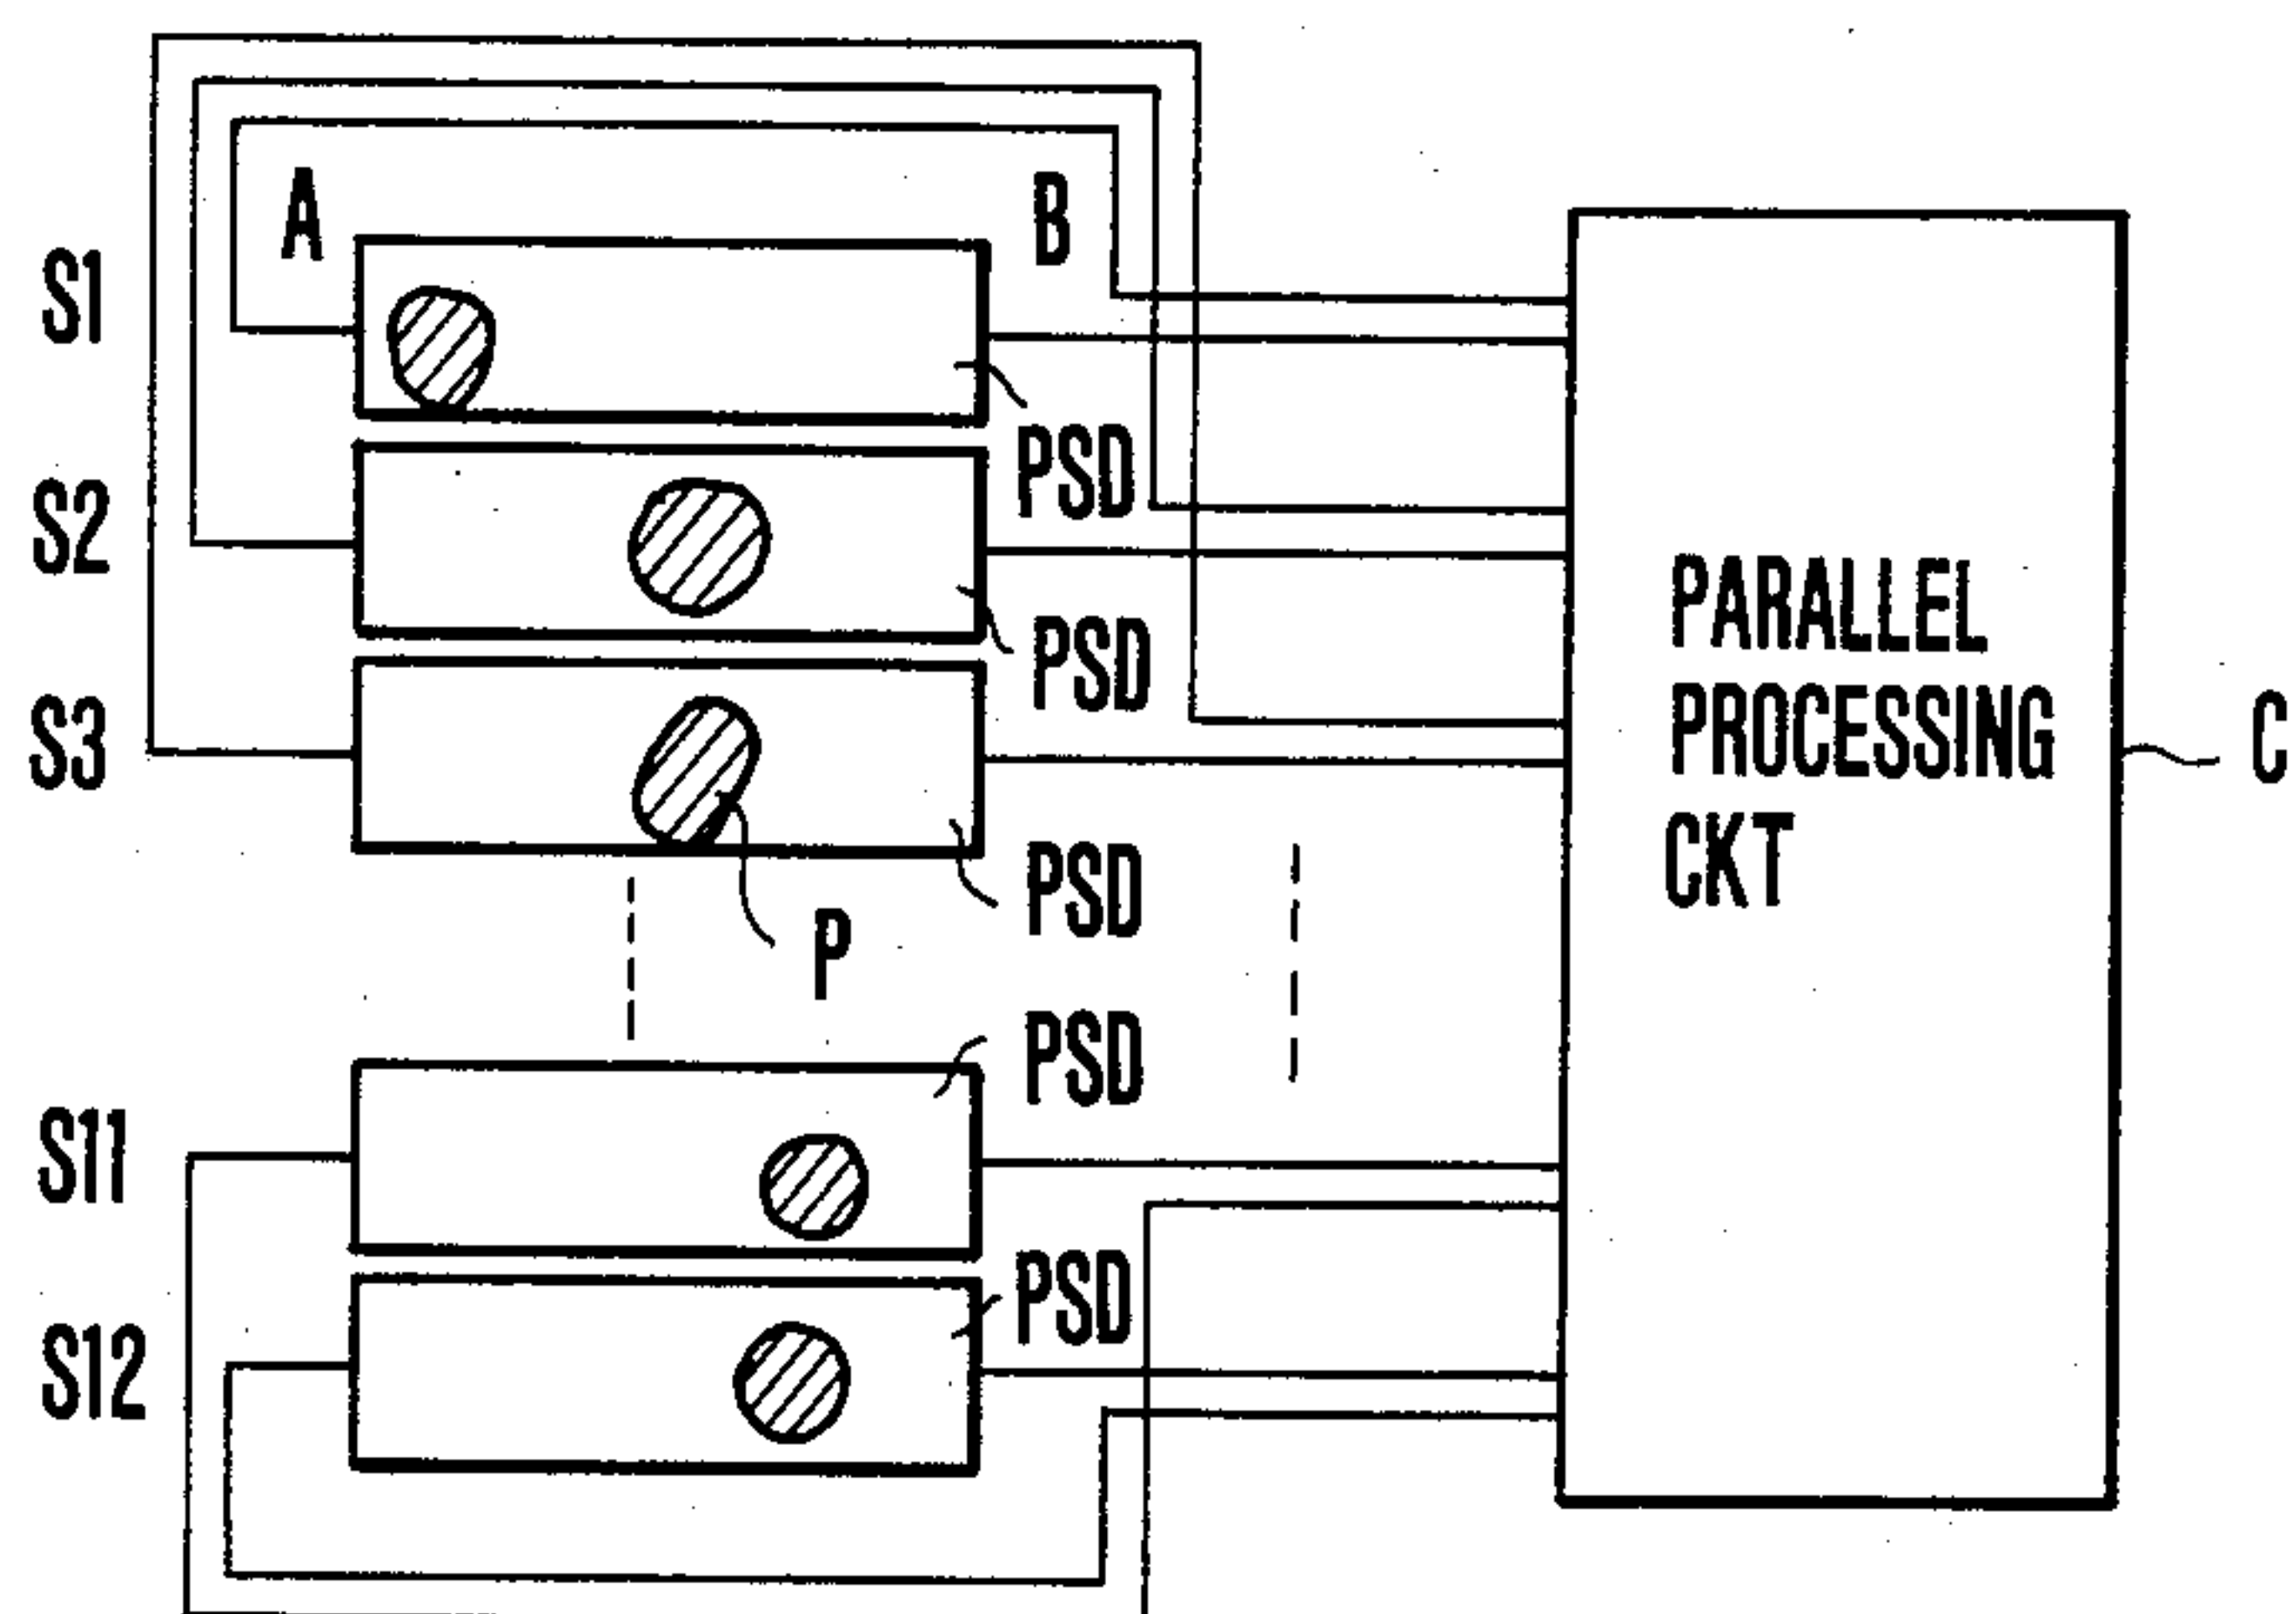 A
B
S1
PSD
S2
PSD
S3
PARALLEL
PROCESSING
CKT
C
PSD
P
PSD
S11
PSD
S12